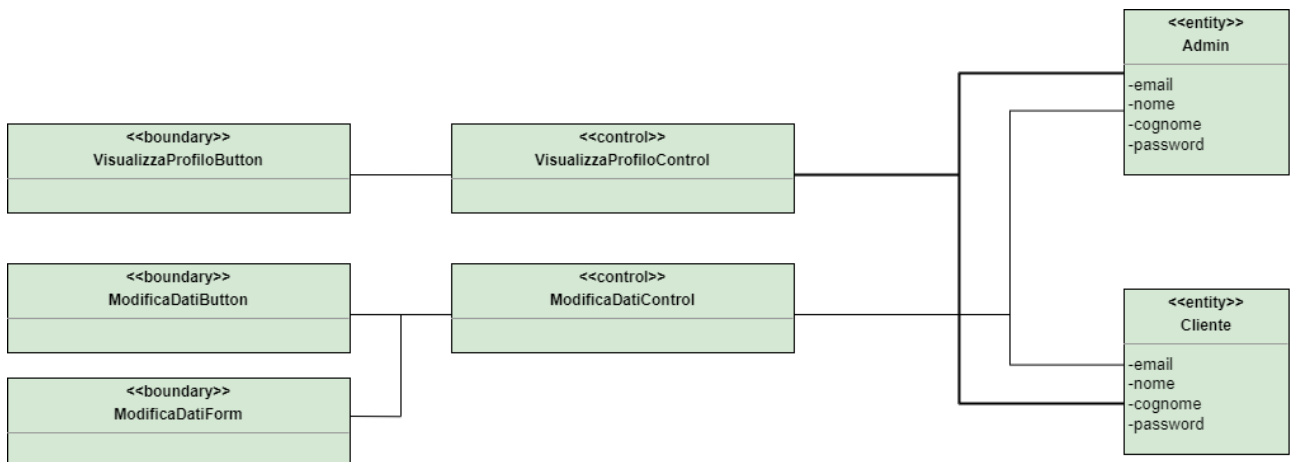 <<entity>>
Admin
-email
-nome
-cognome
-password
<<boundary>>
VisualizzaProfiloButton
<<control>>
VisualizzaProfiloControl
<<boundary>>
ModificaDatiButton
<<control>>
ModificaDatiControl
<<entity>>
Cliente
-email
-nome
-cognome
-password
<<boundary>>
ModificaDatiForm